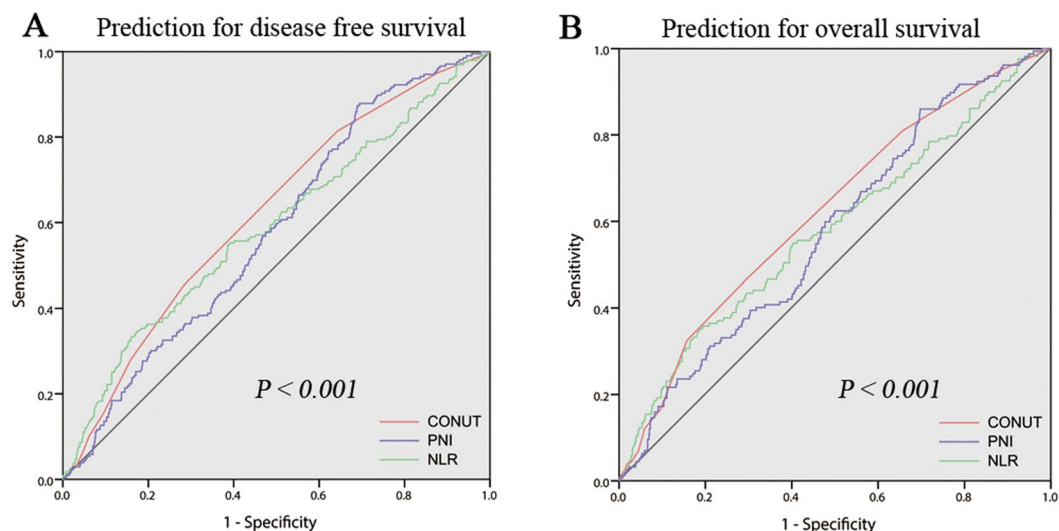 A Prediction for disease free survival
1.0
0.8
0.6
0.4
0.2
0.0
Sensitivity
P < 0.001
CONUT
PNI
NLR
0.0 0.2 0.4 0.6 0.8 1.0
1 - Specificity
B Prediction for overall survival
1.0
0.8
0.6
0.4
0.2
0.0
Sensitivity
P < 0.001
CONUT
PNI
NLR
0.0 0.2 0.4 0.6 0.8 1.0
1 - Specificity